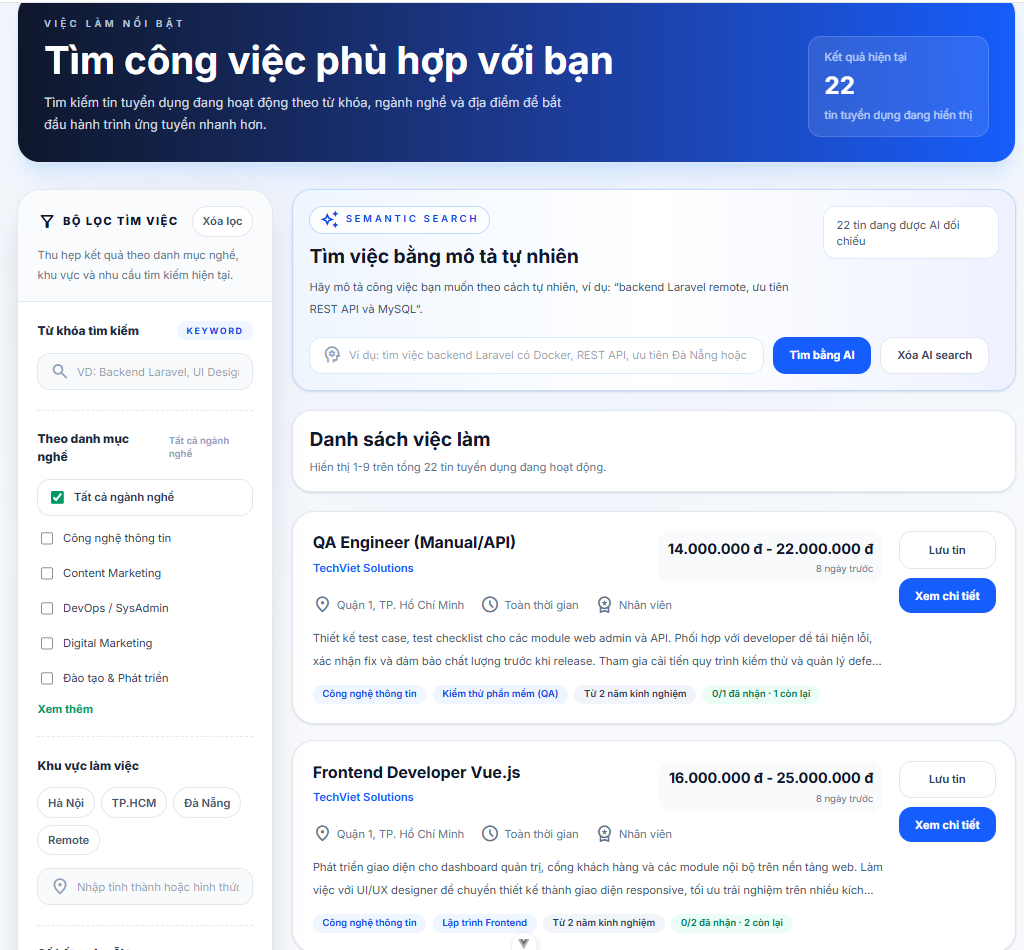 VIỆC LÀM NỔI BẬT
Tìm công việc phù hợp với bạn
Tìm kiếm tin tuyển dụng đang hoạt động theo từ khóa, ngành nghề và địa điểm để bắt
đầu hành trình ứng tuyển nhanh hơn.
Kết quả hiện tại
22
tin tuyển dụng đang hiển thị
BỘ LỌC TÌM VIỆC
Xóa lọc
Thu hẹp kết quả theo danh mục nghề,
khu vực và nhu cầu tìm kiếm hiện tại.
Từ khóa tìm kiếm
KEYWORD
VD: Backend Laravel, UI Design
Theo danh mục
nghề
Tất cả ngành
nghề
Tất cả ngành nghề
Công nghệ thông tin
Content Marketing
DevOps / SysAdmin
Digital Marketing
Đào tạo & Phát triển
Xem thêm
Khu vực làm việc
Hà Nội
TP.HCM
Đà Nẵng
Remote
Nhập tỉnh thành hoặc hình thức
SEMANTIC SEARCH
Tìm việc bằng mô tả tự nhiên
Hãy mô tả công việc bạn muốn theo cách tự nhiên, ví dụ: “backend Laravel remote, ưu tiên
REST API và MySQL”.
22 tin đang được AI đối
chiếu
Ví dụ: tìm việc backend Laravel có Docker, REST API, ưu tiên Đà Nẵng hoặc
Tìm bằng AI
Xóa AI search
Danh sách việc làm
Hiển thị 1-9 trên tổng 22 tin tuyển dụng đang hoạt động.
QA Engineer (Manual/API)
TechViet Solutions
14.000.000 đ - 22.000.000 đ
8 ngày trước
Lưu tin
Xem chi tiết
Quận 1, TP. Hồ Chí Minh
Toàn thời gian
Nhân viên
Thiết kế test case, test checklist cho các module web admin và API. Phối hợp với developer để tái hiện lỗi,
xác nhận fix và đảm bảo chất lượng trước khi release. Tham gia cải tiến quy trình kiểm thử và quản lý defe...
Công nghệ thông tin
Kiểm thử phần mềm (QA)
Từ 2 năm kinh nghiệm
0/1 đã nhận · 1 còn lại
Frontend Developer Vue.js
TechViet Solutions
16.000.000 đ - 25.000.000 đ
8 ngày trước
Lưu tin
Xem chi tiết
Quận 1, TP. Hồ Chí Minh
Toàn thời gian
Nhân viên
Phát triển giao diện cho dashboard quản trị, cổng khách hàng và các module nội bộ trên nền tảng web. Làm
việc với UI/UX designer để chuyển thiết kế thành giao diện responsive, tối ưu trải nghiệm trên nhiều kích...
Công nghệ thông tin
Lập trình Frontend
Từ 2 năm kinh nghiệm
0/2 đã nhận · 2 còn lại